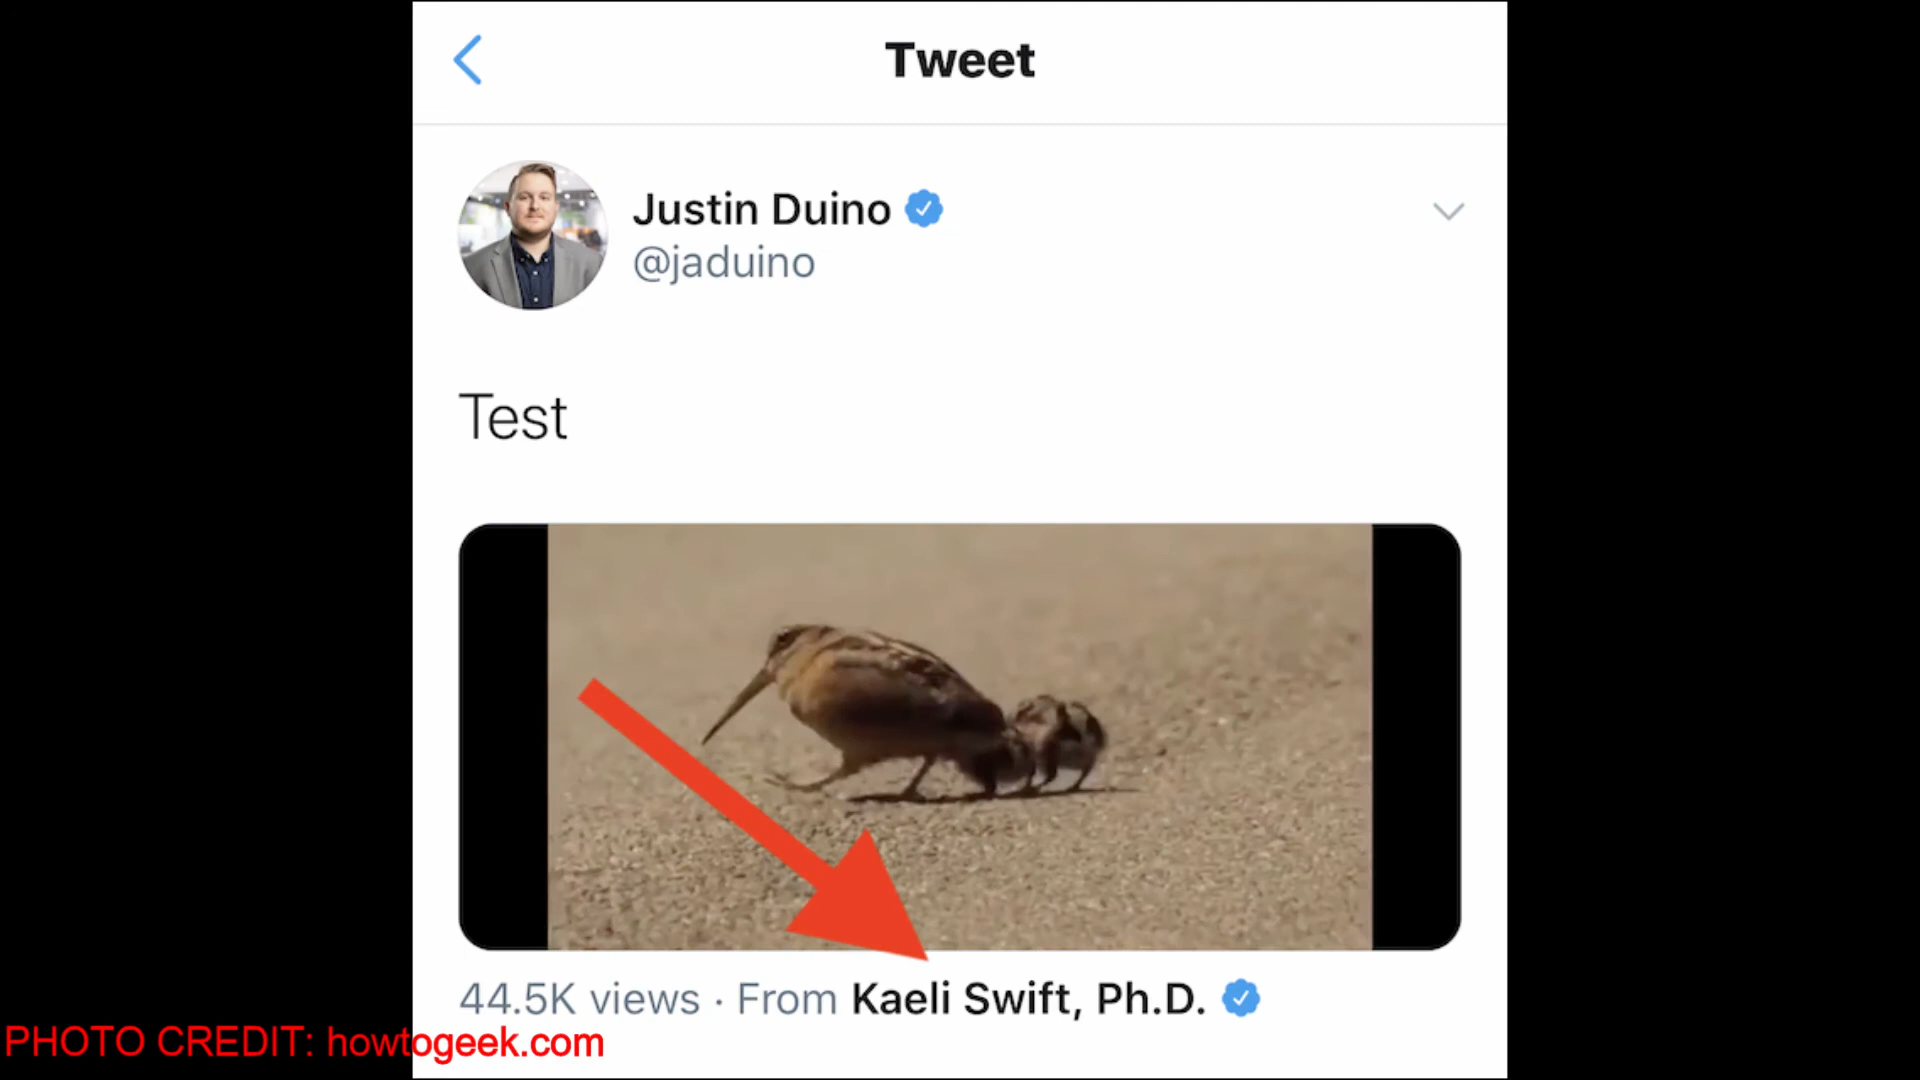 Tweet
Justin Duino
@jaduino
Test
44.5K views · From Kaeli Swift, Ph.D.
PHOTO CREDIT: howtogeek.com